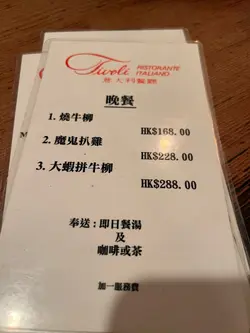 Tivoli RISTORANTE
ITALIANO
意大利餐廳
晚餐
1. 燒牛柳
HK$168.00
2. 魔鬼扒雞
HK$228.00
3. 大蝦拼牛柳
HK$288.00
奉送：即日餐湯
及
咖啡或茶
加一服務費